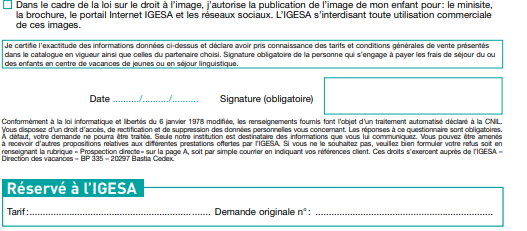 Dans le cadre de la loi sur le droit à l'image, j'autorise la publication de l'image de mon enfant pour : le minisite,
la brochure, le portail Internet IGESA et les réseaux sociaux. L'IGESA s'interdisant toute utilisation commerciale
de ces images.
Je certifie l'exactitude des informations données ci-dessus et déclare avoir pris connaissance des tarifs et conditions générales de vente présentés
dans le catalogue en vigueur ainsi que celles du partenaire choisi. Signature obligatoire de la personne qui s'engage à payer les frais de séjour du ou
des enfants en centre de vacances de jeunes ou en séjour linguistique.
Date ........../........../.......... Signature (obligatoire)
Conformément à la loi informatique et libertés du 6 janvier 1978 modifiée, les renseignements fournis font l'objet d'un traitement automatisé déclaré à la CNIL.
Vous disposez d'un droit d'accès, de rectification et de suppression des données personnelles vous concernant. Les réponses à ce questionnaire sont obligatoires.
À défaut, votre demande ne pourra être traitée. Seule notre institution est destinataire des informations que vous lui communiquez. Vous pouvez être amenés
à recevoir d'autres propositions relatives aux différentes prestations offertes par l'IGESA. Si vous ne le souhaitez pas, veuillez bien formuler votre refus soit en
renseignant la rubrique « Prospection directe » sur la page A, soit par simple courrier en indiquant vos références client. Ces droits s'exercent auprès de l'IGESA –
Direction des vacances – BP 335 – 20297 Bastia Cedex.
Réservé à l'IGESA
Tarif :............................................................ Demande originale n° : ............................................................